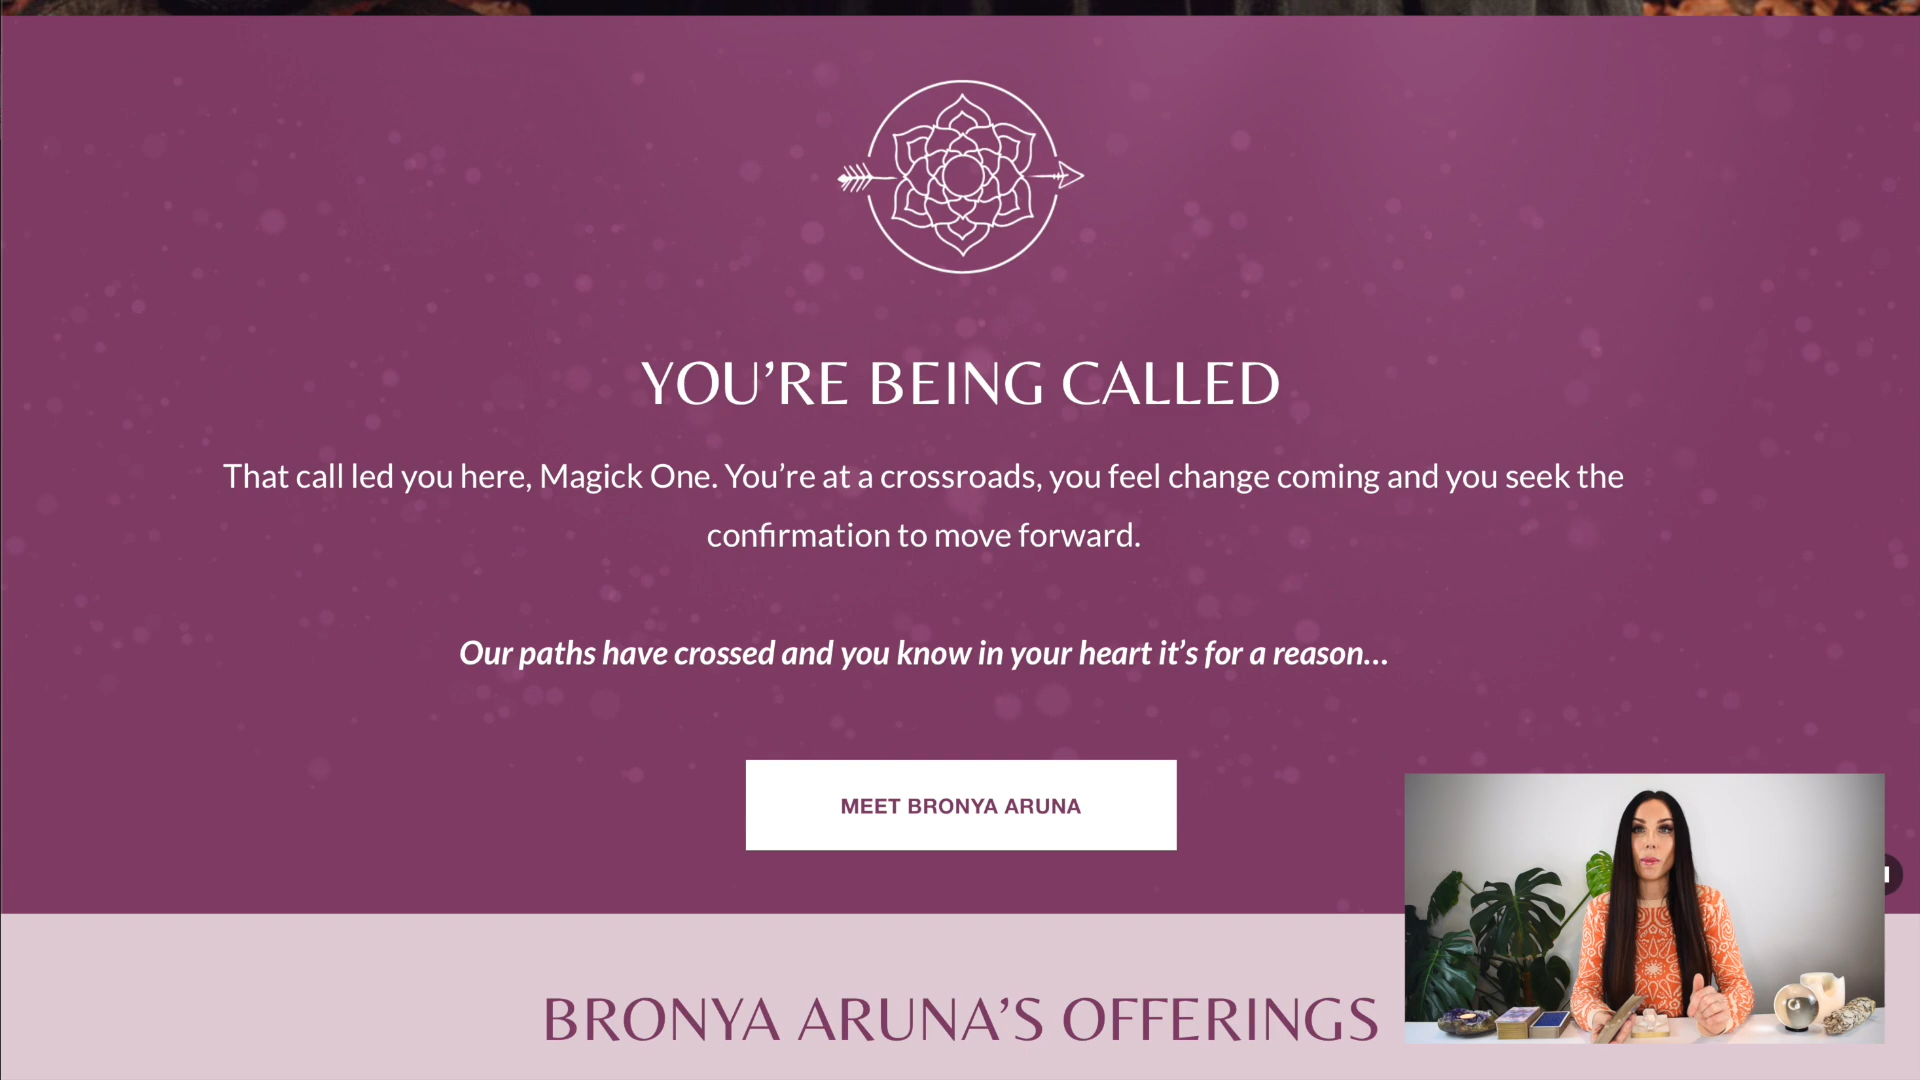 YOU’RE BEING CALLED
That call led you here, Magick One. You’re at a crossroads, you feel change coming and you seek the
confirmation to move forward.
Our paths have crossed and you know in your heart it’s for a reason…
MEET BRONYA ARUNA
BRONYA ARUNA’S OFFERINGS